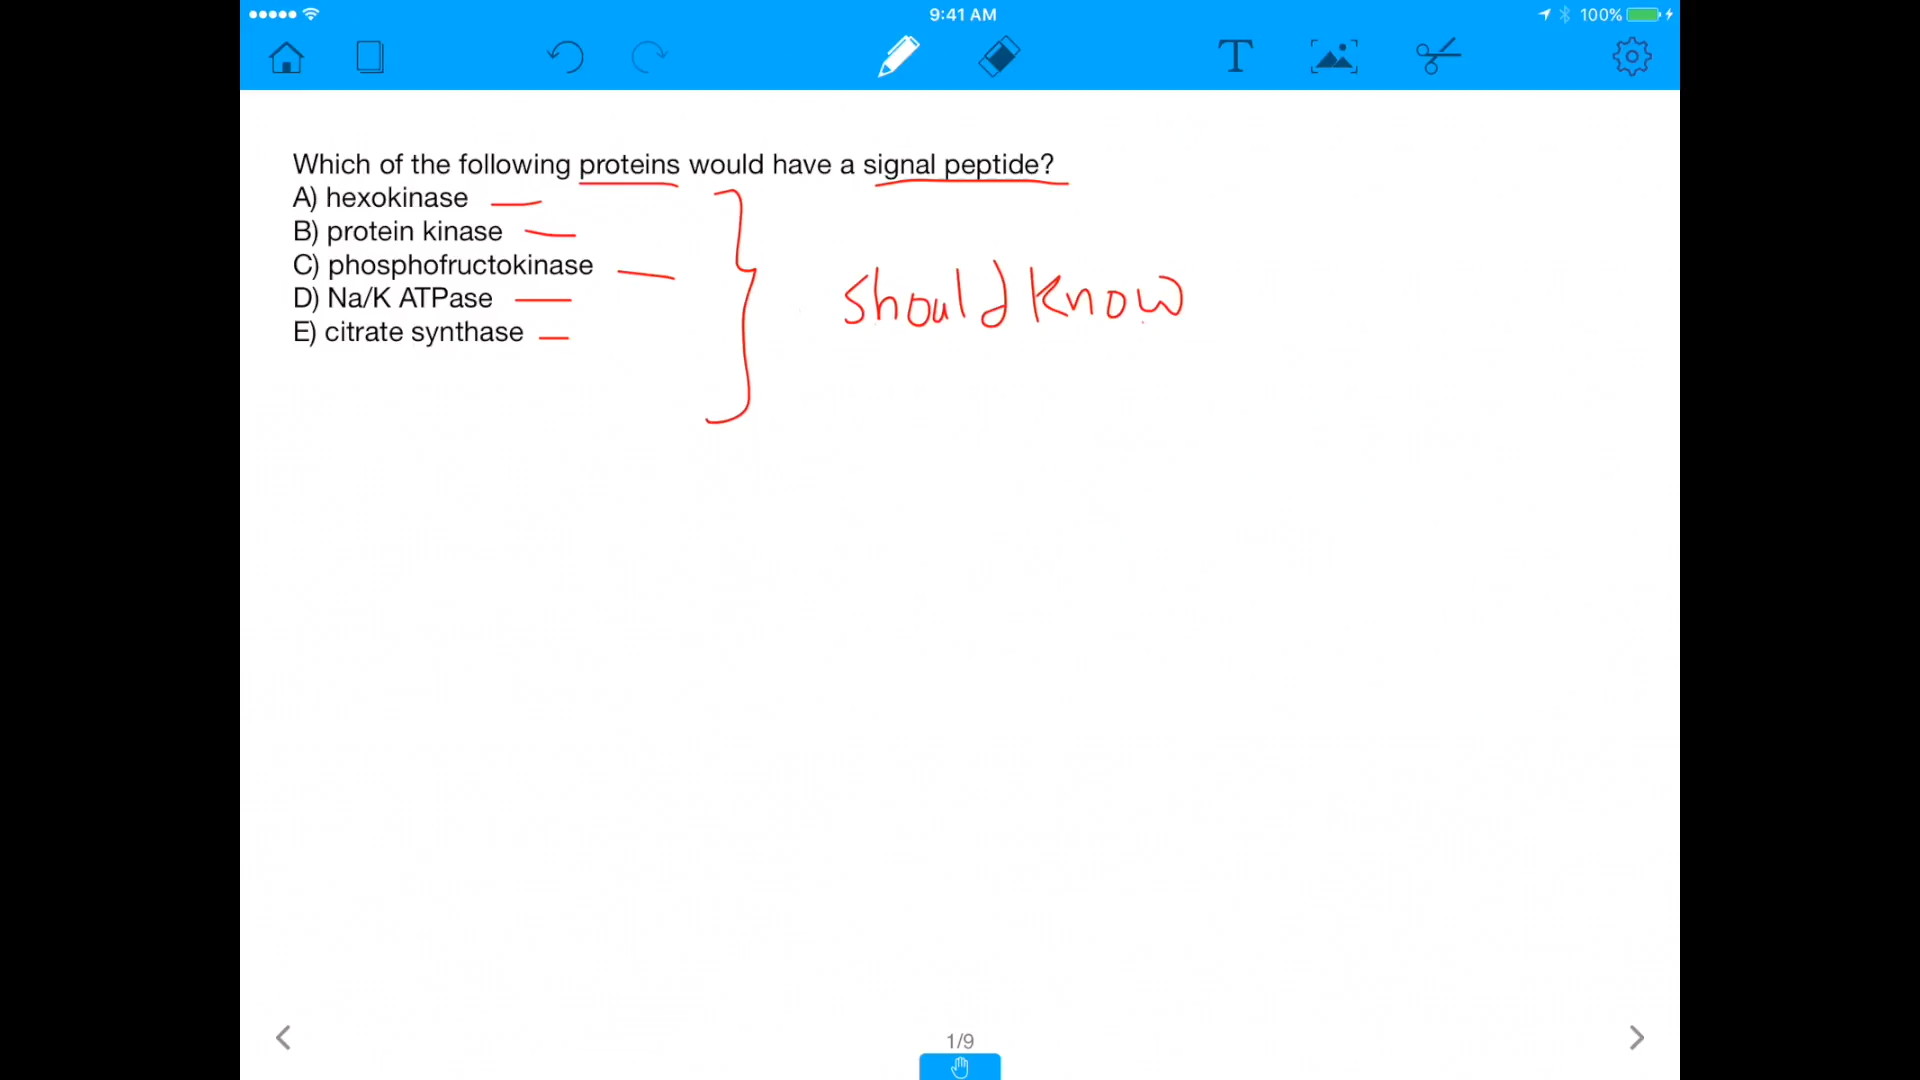 9:41 AM
100%
T
Which of the following proteins would have a signal peptide?
A) hexokinase
B) protein kinase
C) phosphofructokinase
D) Na/K ATPase
E) citrate synthase
should know
1/9